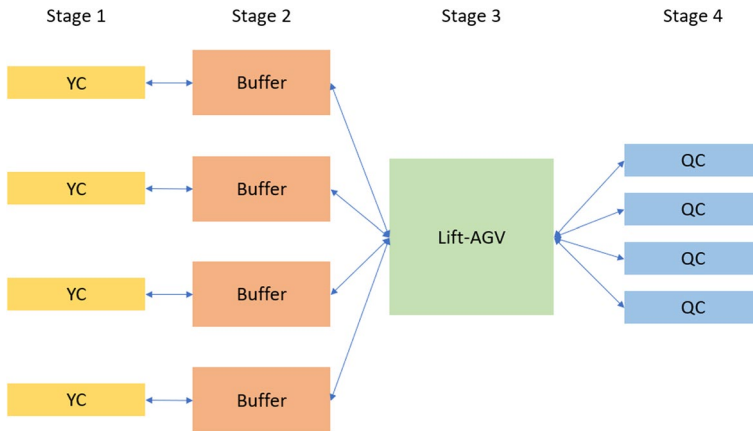 Stage 1
Stage 2
Stage 3
Stage 4
YC
Buffer
YC
Buffer
YC
Buffer
YC
Buffer
Lift-AGV
QC
QC
QC
QC